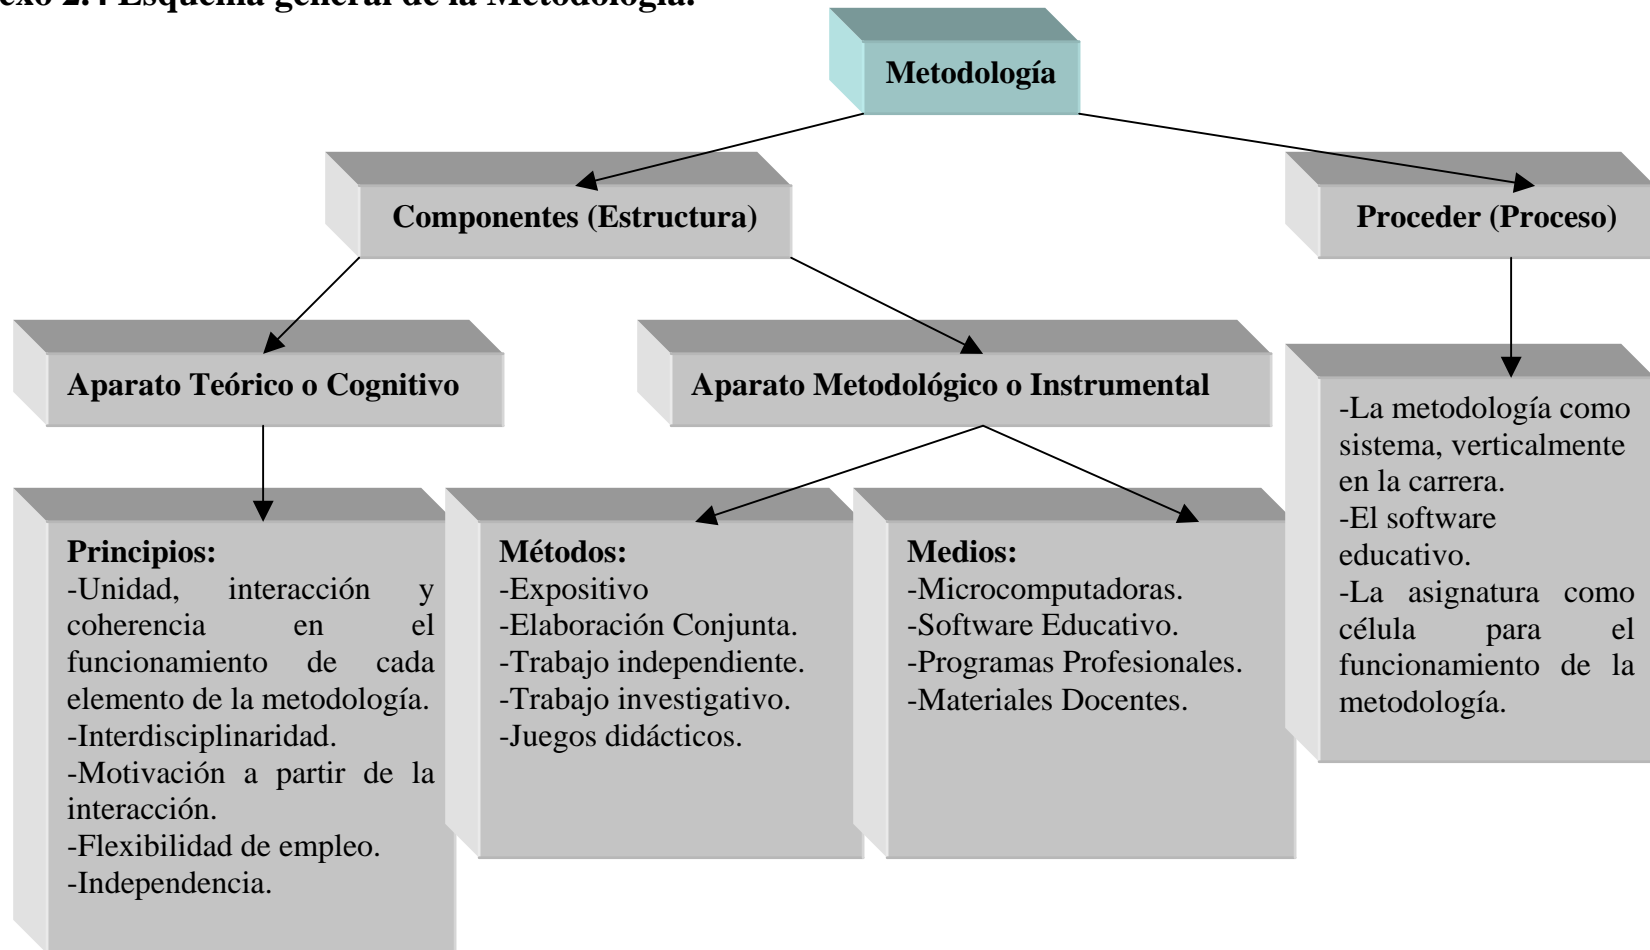 exo 2.4 Esquema general de la Metodología.
Metodología
Componentes (Estructura)
Proceder (Proceso)
Aparato Teórico o Cognitivo
Aparato Metodológico o Instrumental
-La metodología como
sistema, verticalmente
en la carrera.
-El software
educativo.
-La asignatura como
célula para el
funcionamiento de la
metodología.
Principios:
-Unidad, interacción y
coherencia en el
funcionamiento de cada
elemento de la metodología.
-Interdisciplinaridad.
-Motivación a partir de la
interacción.
-Flexibilidad de empleo.
-Independencia.
Métodos:
-Expositivo
-Elaboración Conjunta.
-Trabajo independiente.
-Trabajo investigativo.
-Juegos didácticos.
Medios:
-Microcomputadoras.
-Software Educativo.
-Programas Profesionales.
-Materiales Docentes.